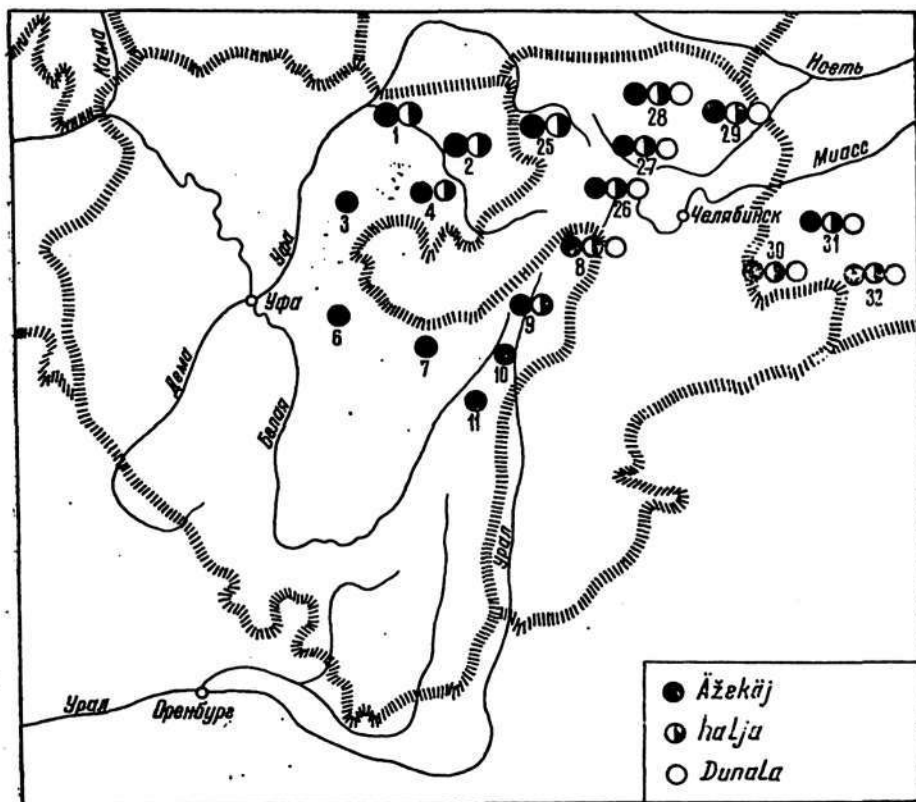 Кама
Исеть
28
29
1
25
2
27
Миасс
4
3
26
Челябинск
31
Уфа
8
30
32
Уфа
9
6
7
10
Дема
11
Белая
Урал
Урал
Оренбург
Äžekäj
halja
Dunala